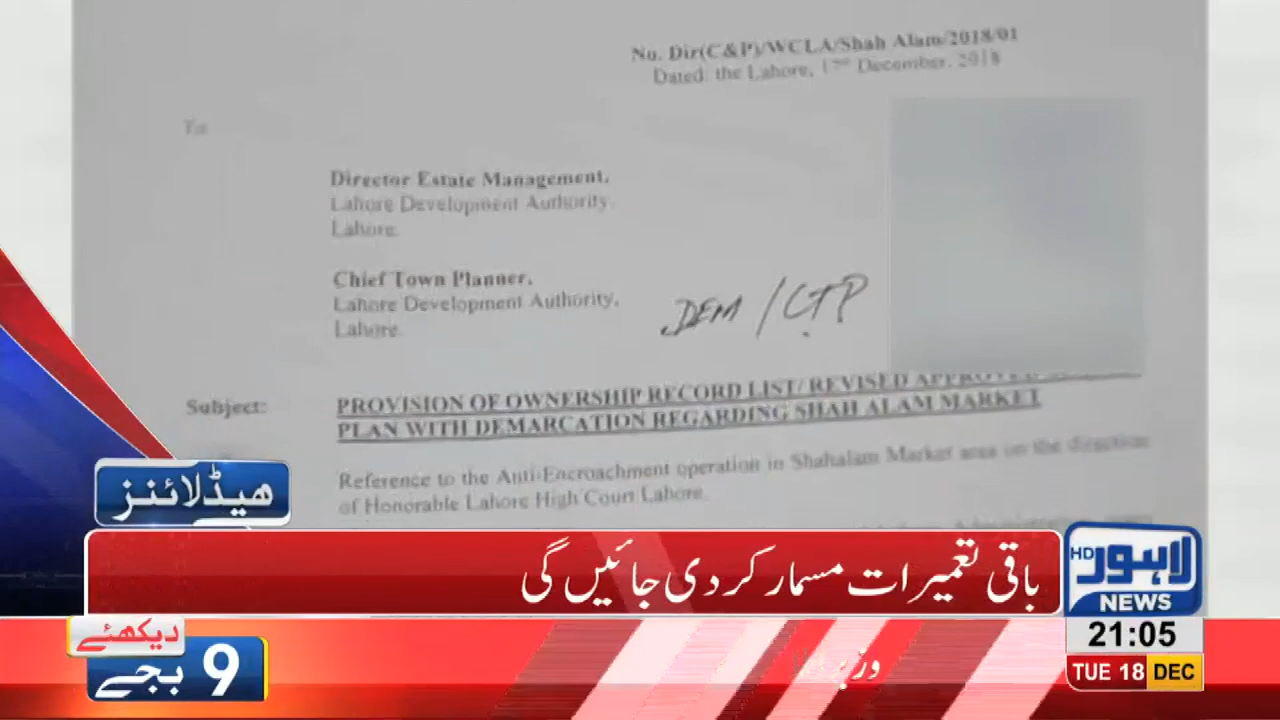 No. Dir(C&P)/WCLA/Shah Alam/2018/01
Dated: the Lahore, 17th December, 2018
To
Director Estate Management,
Lahore Development Authority,
Lahore.
Chief Town Planner,
Lahore Development Authority,
Lahore.
DEM/CTP
Subject:
PROVISION OF OWNERSHIP RECORD LIST/ REVISED APPROVED
PLAN WITH DEMARCATION REGARDING SHAH ALAM MARKET
Reference to the Anti-Encroachment operation in Shahalam Market area on the direction
of Honorable Lahore High Court Lahore.
ھیڈلائنز
باقی تعمیرات مسمار کر دی جائیں گی
HD
لاہور
NEWS
21:05
TUE 18 DEC
دیکھئے
9 بجے